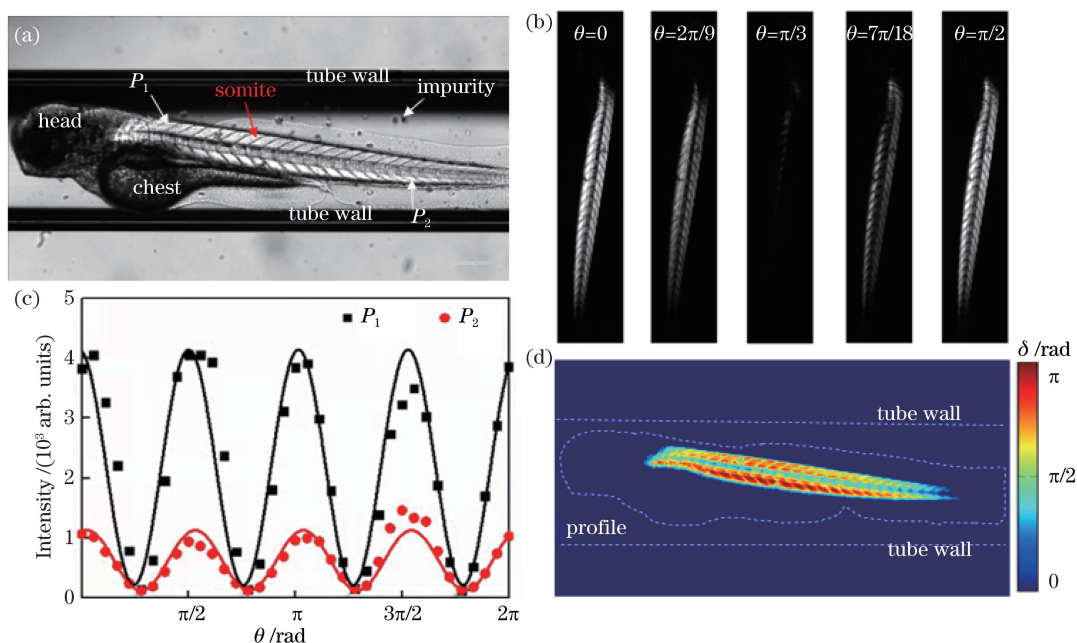 (a)
tube wall
P₁
somite
impurity
head
chest
tube wall
P₂
(b)
θ=0
θ=2π/9
θ=π/3
θ=7π/18
θ=π/2
(c)
Intensity /(10³ arb. units)
5
4
3
2
1
0
P₁
P₂
π/2
π
3π/2
2π
θ /rad
(d)
δ /rad
π
π/2
0
tube wall
profile
tube wall